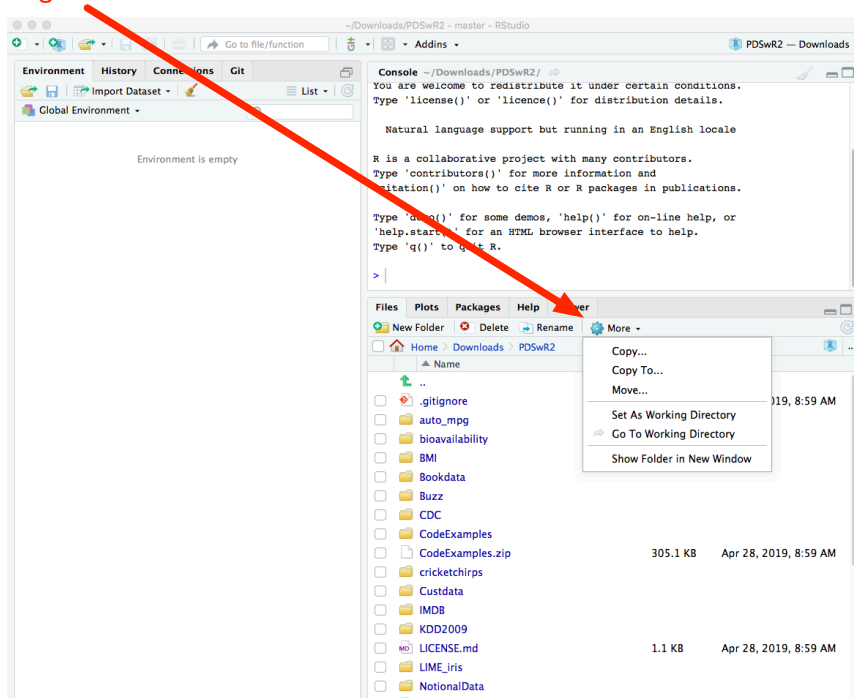 ~/Downloads/PDSwR2 - master - RStudio
Go to file/function
Addins
PDSwR2 — Downloads
Environment History Connections Git
Import Dataset
List
Global Environment
Environment is empty
Console ~/Downloads/PDSwR2/
You are welcome to redistribute it under certain conditions.
Type 'license()' or 'licence()' for distribution details.
Natural language support but running in an English locale
R is a collaborative project with many contributors.
Type 'contributors()' for more information and
'citation()' on how to cite R or R packages in publications.
Type 'demo()' for some demos, 'help()' for on-line help, or
'help.start()' for an HTML browser interface to help.
Type 'q()' to quit R.
>
Files Plots Packages Help Viewer
New Folder Delete Rename More
Home > Downloads > PDSwR2 R ..
Name
Copy...
Copy To...
Move...
Set As Working Directory
Go To Working Directory
Show Folder in New Window
..
.gitignore 2019, 8:59 AM
auto_mpg
bioavailability
BMI
Bookdata
Buzz
CDC
CodeExamples
CodeExamples.zip 305.1 KB Apr 28, 2019, 8:59 AM
cricketchirps
Custdata
IMDB
KDD2009
LICENSE.md 1.1 KB Apr 28, 2019, 8:59 AM
LIME_iris
NotionalData